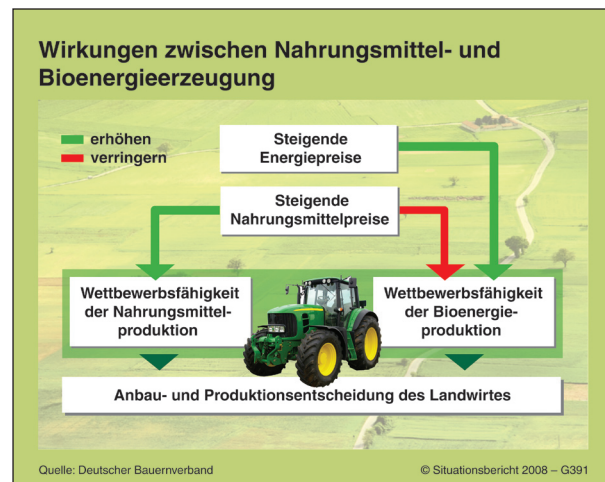 Wirkungen zwischen Nahrungsmittel- und
Bioenergieerzeugung
erhöhen
verringern
Steigende
Energiepreise
Steigende
Nahrungsmittelpreise
Wettbewerbsfähigkeit
der Nahrungsmittel-
produktion
Wettbewerbsfähigkeit
der Bioenergie-
produktion
Anbau- und Produktionsentscheidung des Landwirtes
Quelle: Deutscher Bauernverband
© Situationsbericht 2008 – G391